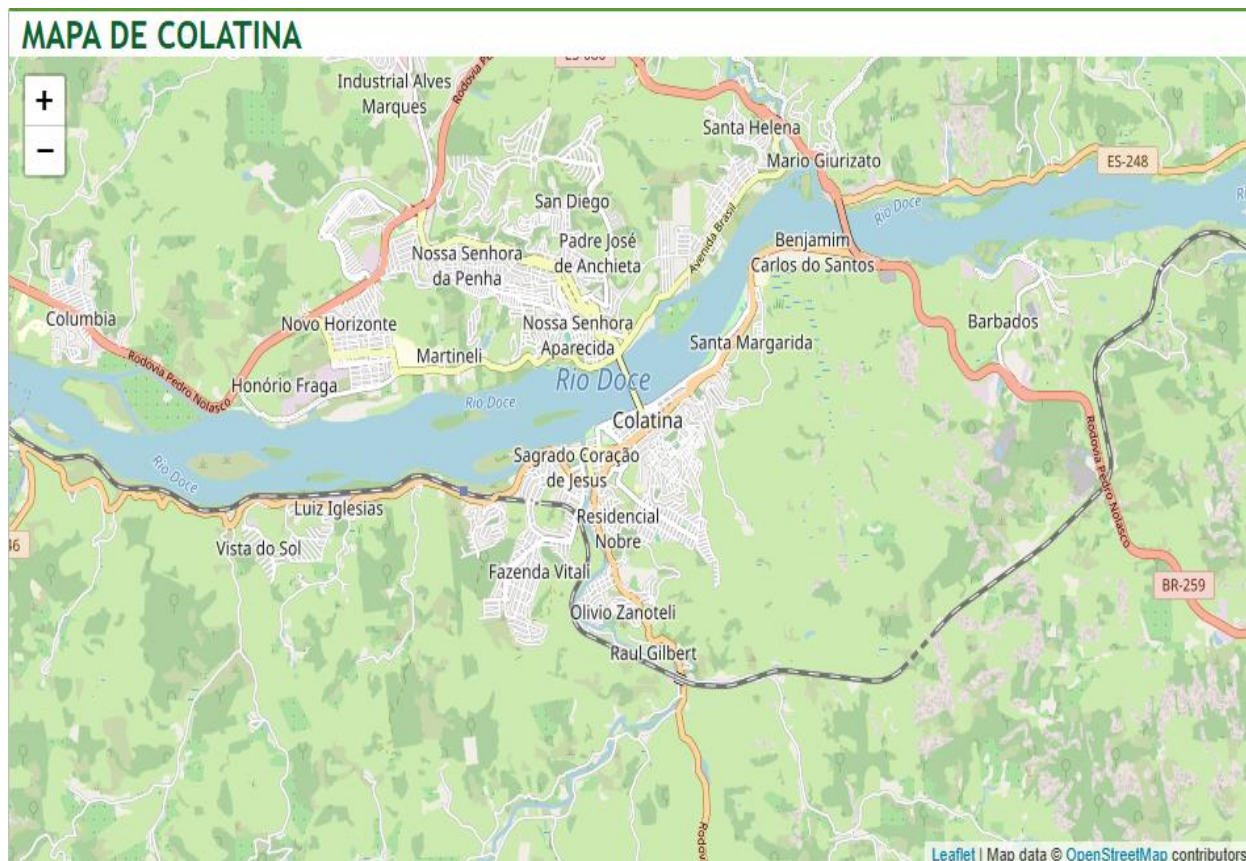 MAPA DE COLATINA
+
−
Industrial Alves
Marques
Santa Helena
Mario Giurizato
ES-248
Rio Doce
San Diego
Avenida Brasil
Padre José
de Anchieta
Nossa Senhora
da Penha
Benjamim
Carlos do Santos
Columbia
Novo Horizonte
Nossa Senhora
Aparecida
Santa Margarida
Barbados
Martineli
Rodovia Pedro Nolasco
Honório Fraga
Rio Doce
Rio Doce
Colatina
Rio Doce
Sagrado Coração
de Jesus
Rodovia Pedro Nolasco
Luiz Iglesias
Residencial
Nobre
46
Vista do Sol
Fazenda Vitali
BR-259
Olivio Zanoteli
Raul Gilbert
Leaflet | Map data © OpenStreetMap contributors